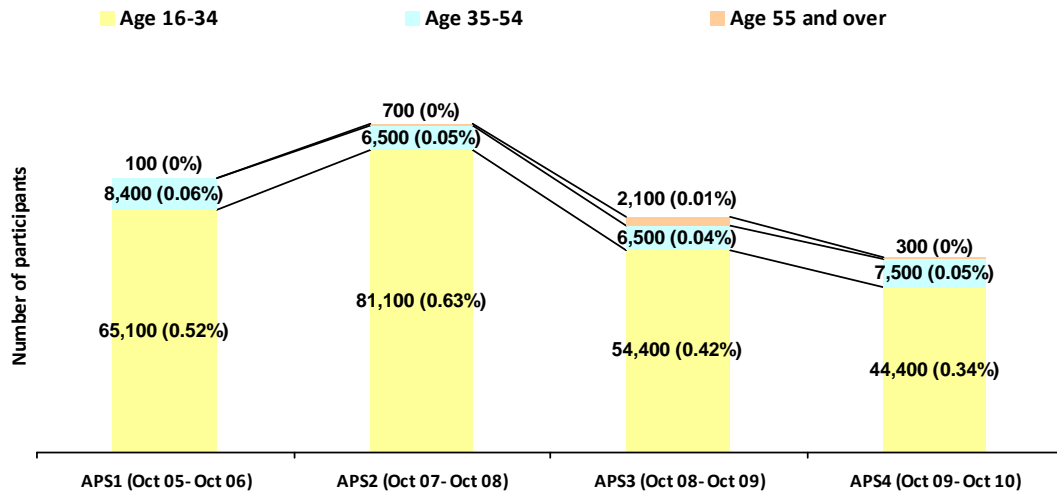 Age 16-34
Age 35-54
Age 55 and over
Number of participants
100 (0%)
8,400 (0.06%)
65,100 (0.52%)
700 (0%)
6,500 (0.05%)
81,100 (0.63%)
2,100 (0.01%)
6,500 (0.04%)
54,400 (0.42%)
300 (0%)
7,500 (0.05%)
44,400 (0.34%)
APS1 (Oct 05- Oct 06)
APS2 (Oct 07- Oct 08)
APS3 (Oct 08- Oct 09)
APS4 (Oct 09- Oct 10)